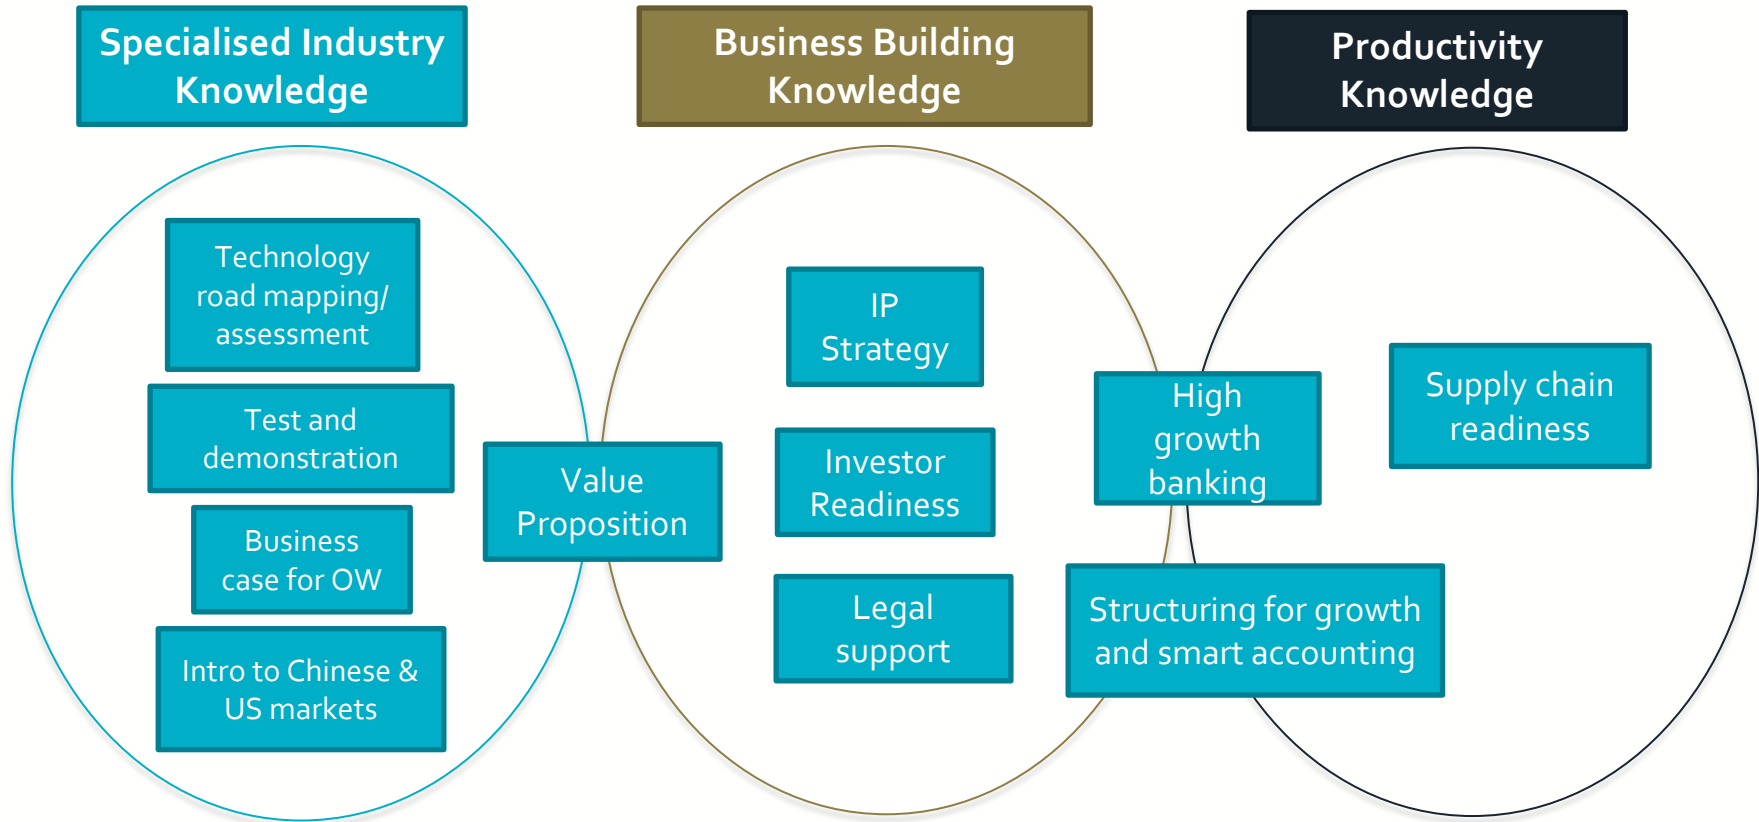 Specialised Industry
Knowledge
Business Building
Knowledge
Productivity
Knowledge
Technology
road mapping/
assessment
Test and
demonstration
Business
case for OW
Intro to Chinese &
US markets
Value
Proposition
IP
Strategy
Investor
Readiness
Legal
support
High
growth
banking
Structuring for growth
and smart accounting
Supply chain
readiness